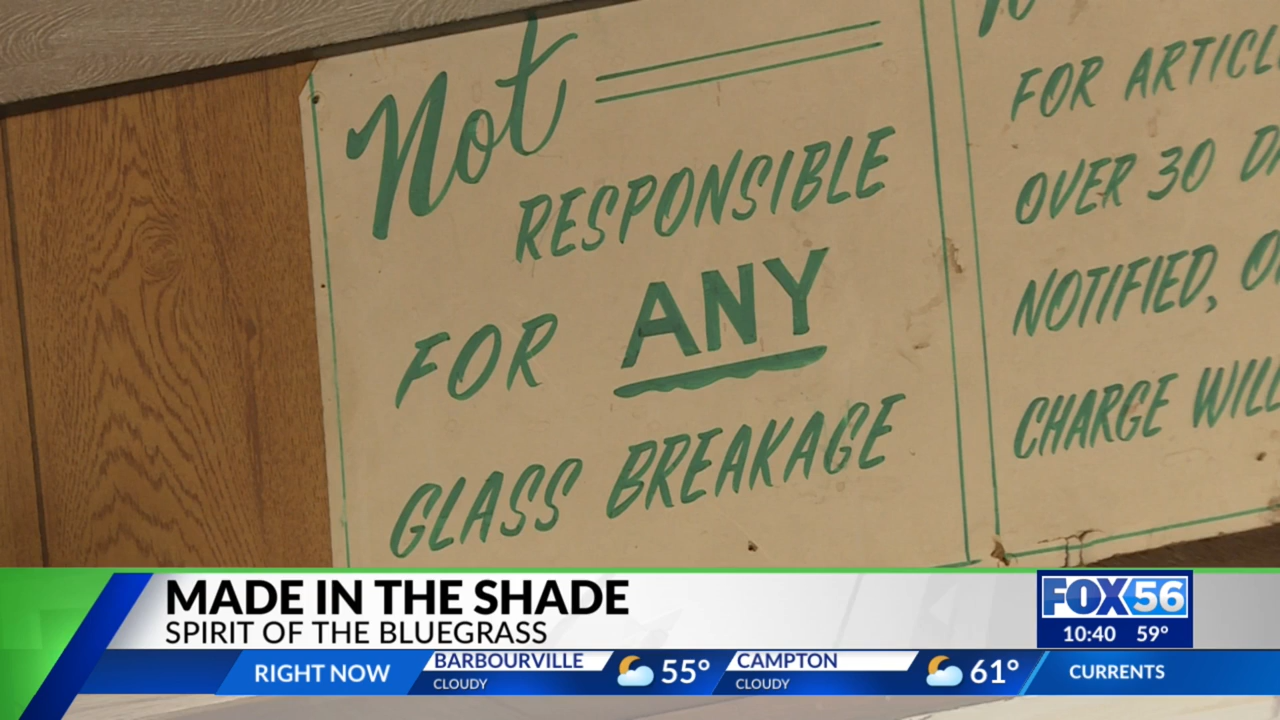 Not
RESPONSIBLE
FOR ANY
GLASS BREAKAGE
FOR
OVER 30
NOTIFIED,
CHARGE WILL
MADE IN THE SHADE
SPIRIT OF THE BLUEGRASS
FOX 56
10:40 59°
RIGHT NOW
BARBOURVILLE
CLOUDY
55°
CAMPTON
CLOUDY
61°
CURRENTS